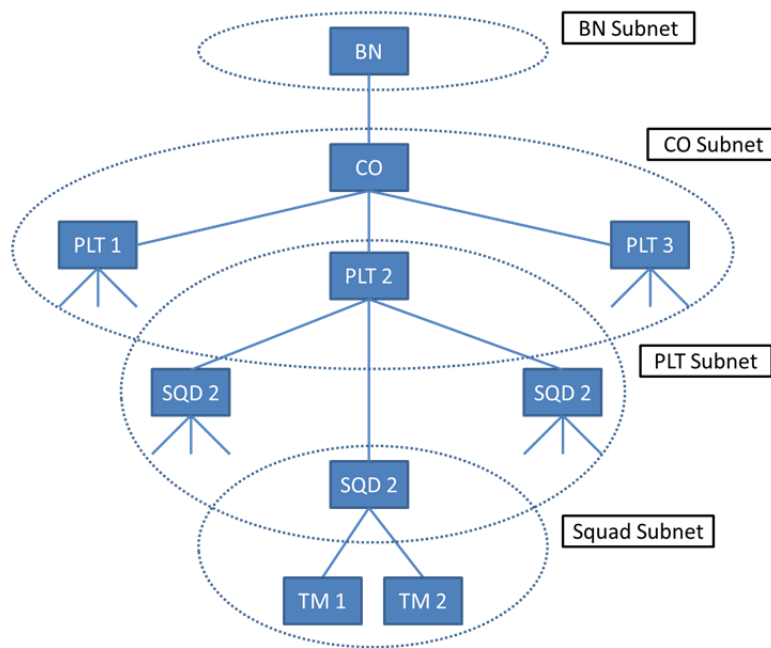 BN Subnet
BN
CO Subnet
CO
PLT 1
PLT 3
PLT 2
PLT Subnet
SQD 2
SQD 2
SQD 2
Squad Subnet
TM 1
TM 2